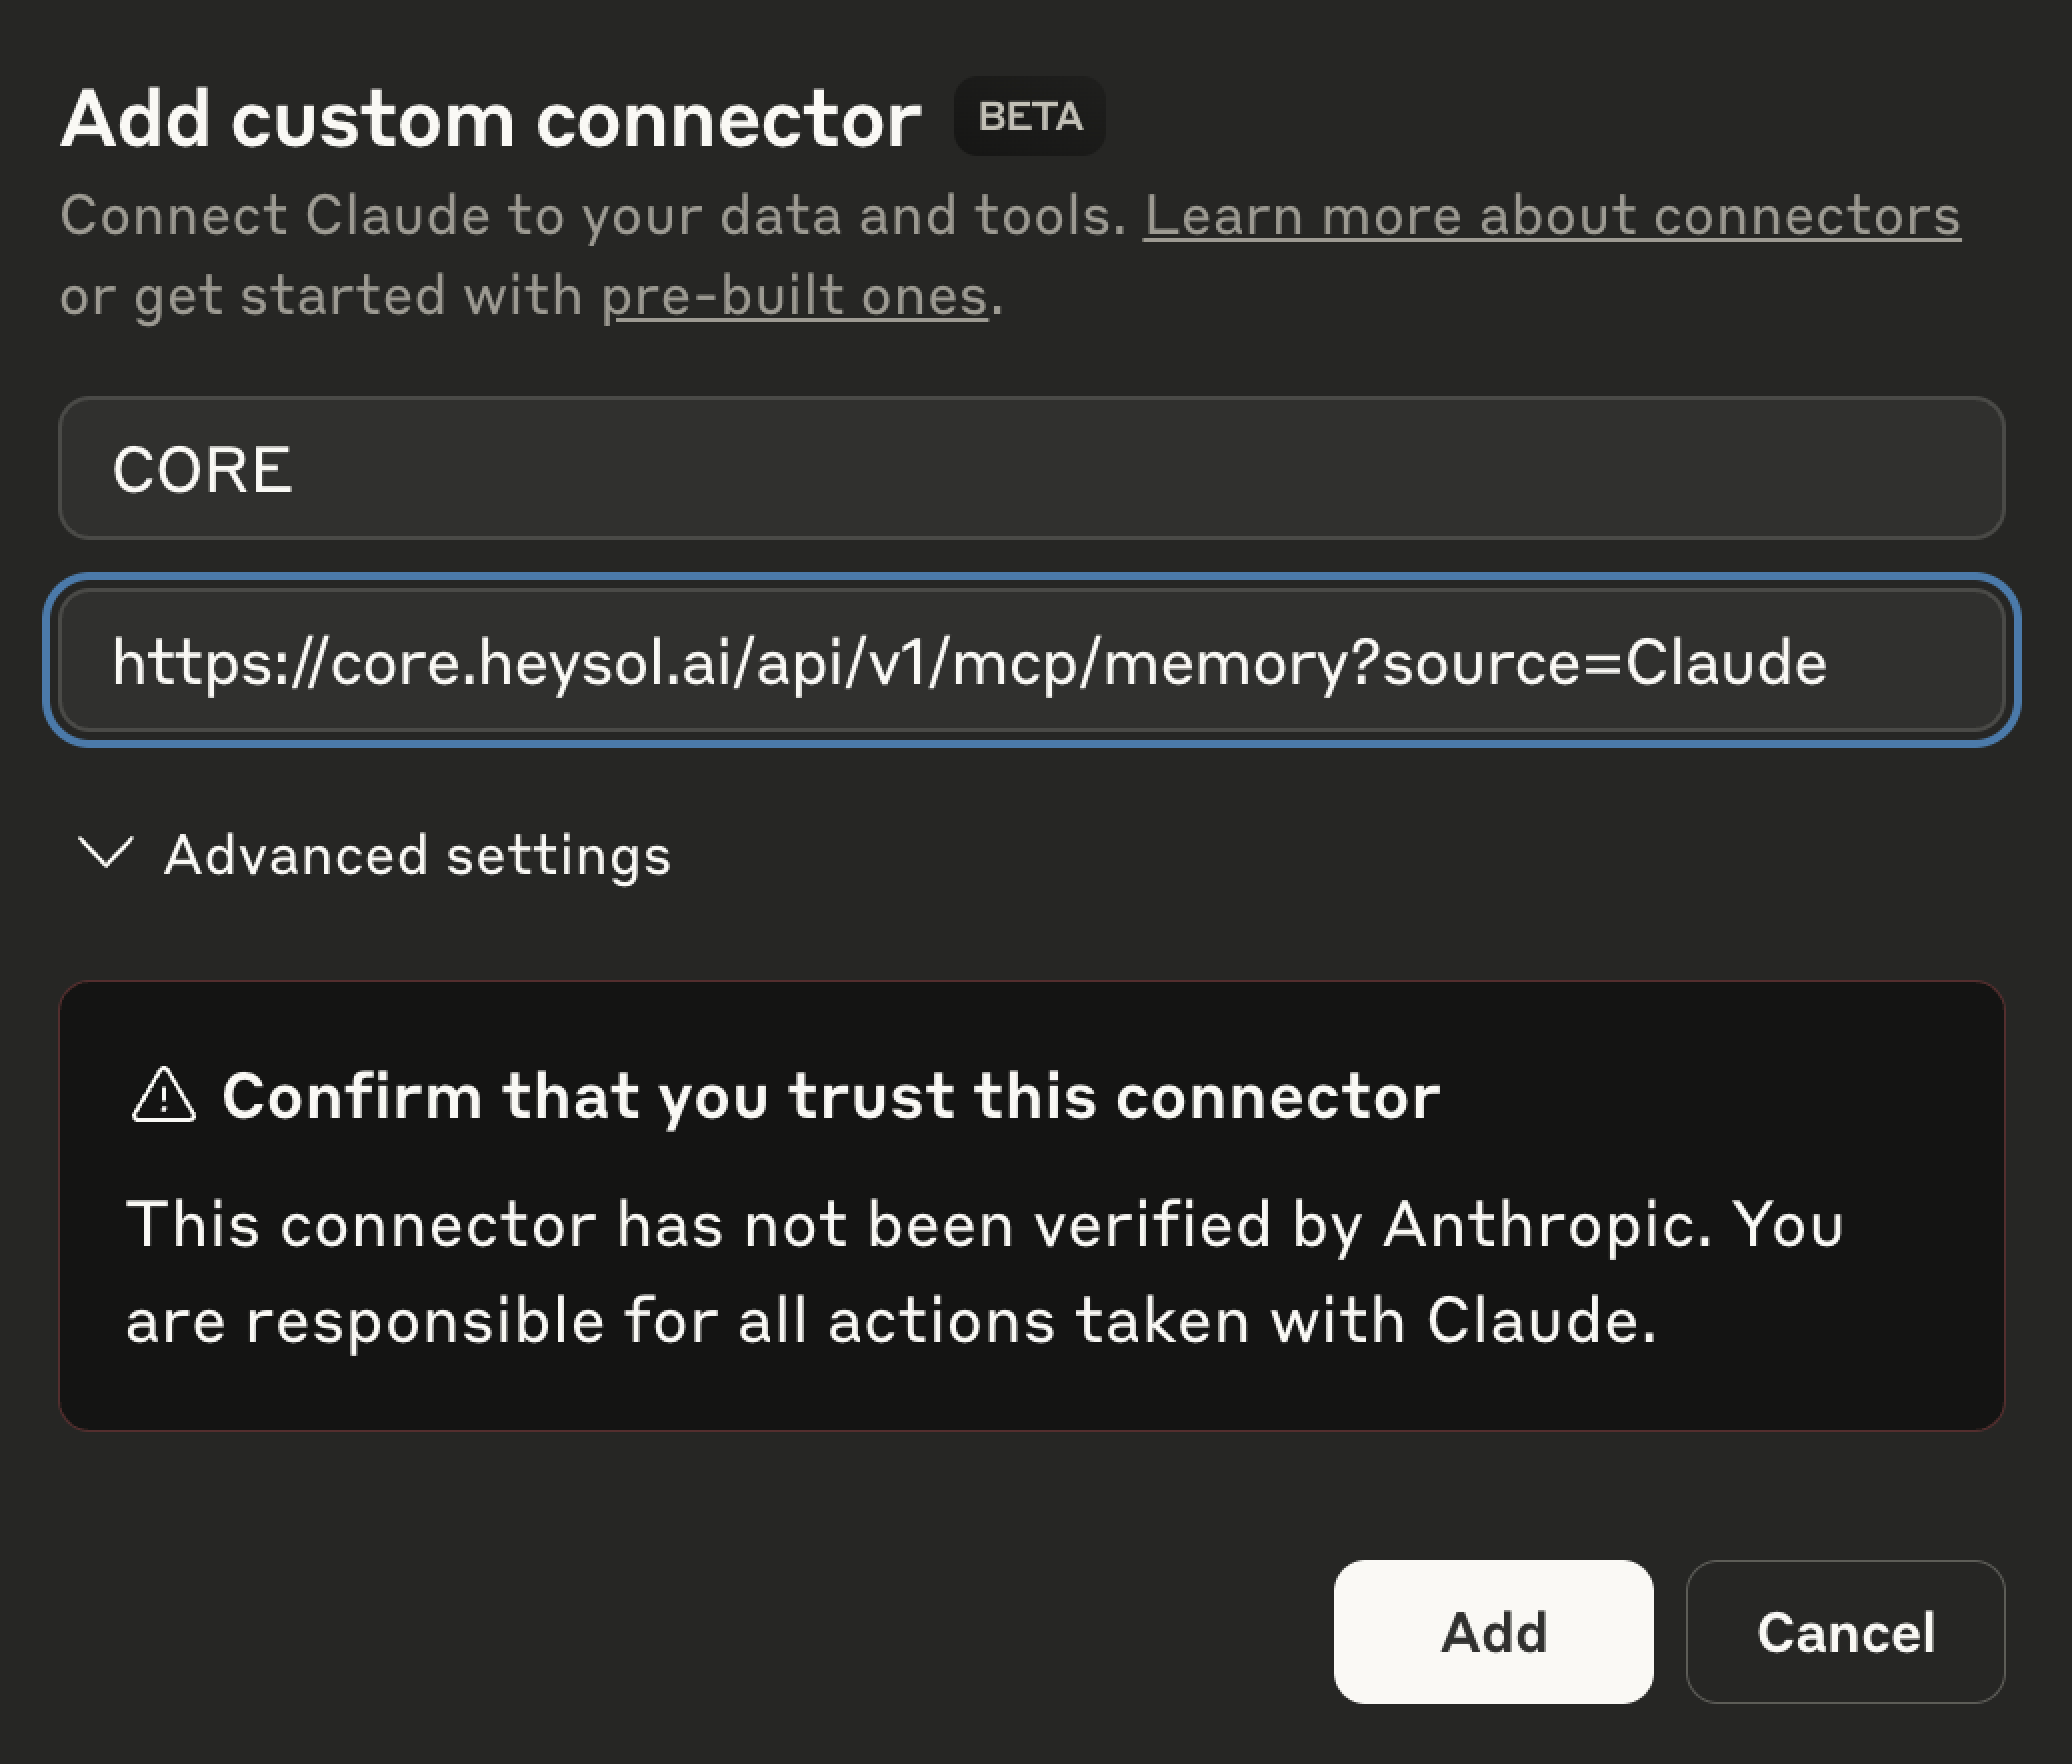 Add custom connector BETA
Connect Claude to your data and tools. Learn more about connectors
or get started with pre-built ones.
CORE
https://core.heysol.ai/api/v1/mcp/memory?source=Claude
Advanced settings
Confirm that you trust this connector
This connector has not been verified by Anthropic. You
are responsible for all actions taken with Claude.
Add Cancel